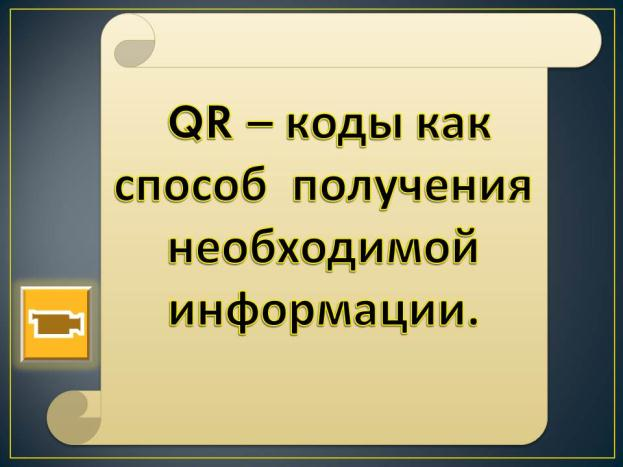 QR – коды как
способ получения
необходимой
информации.